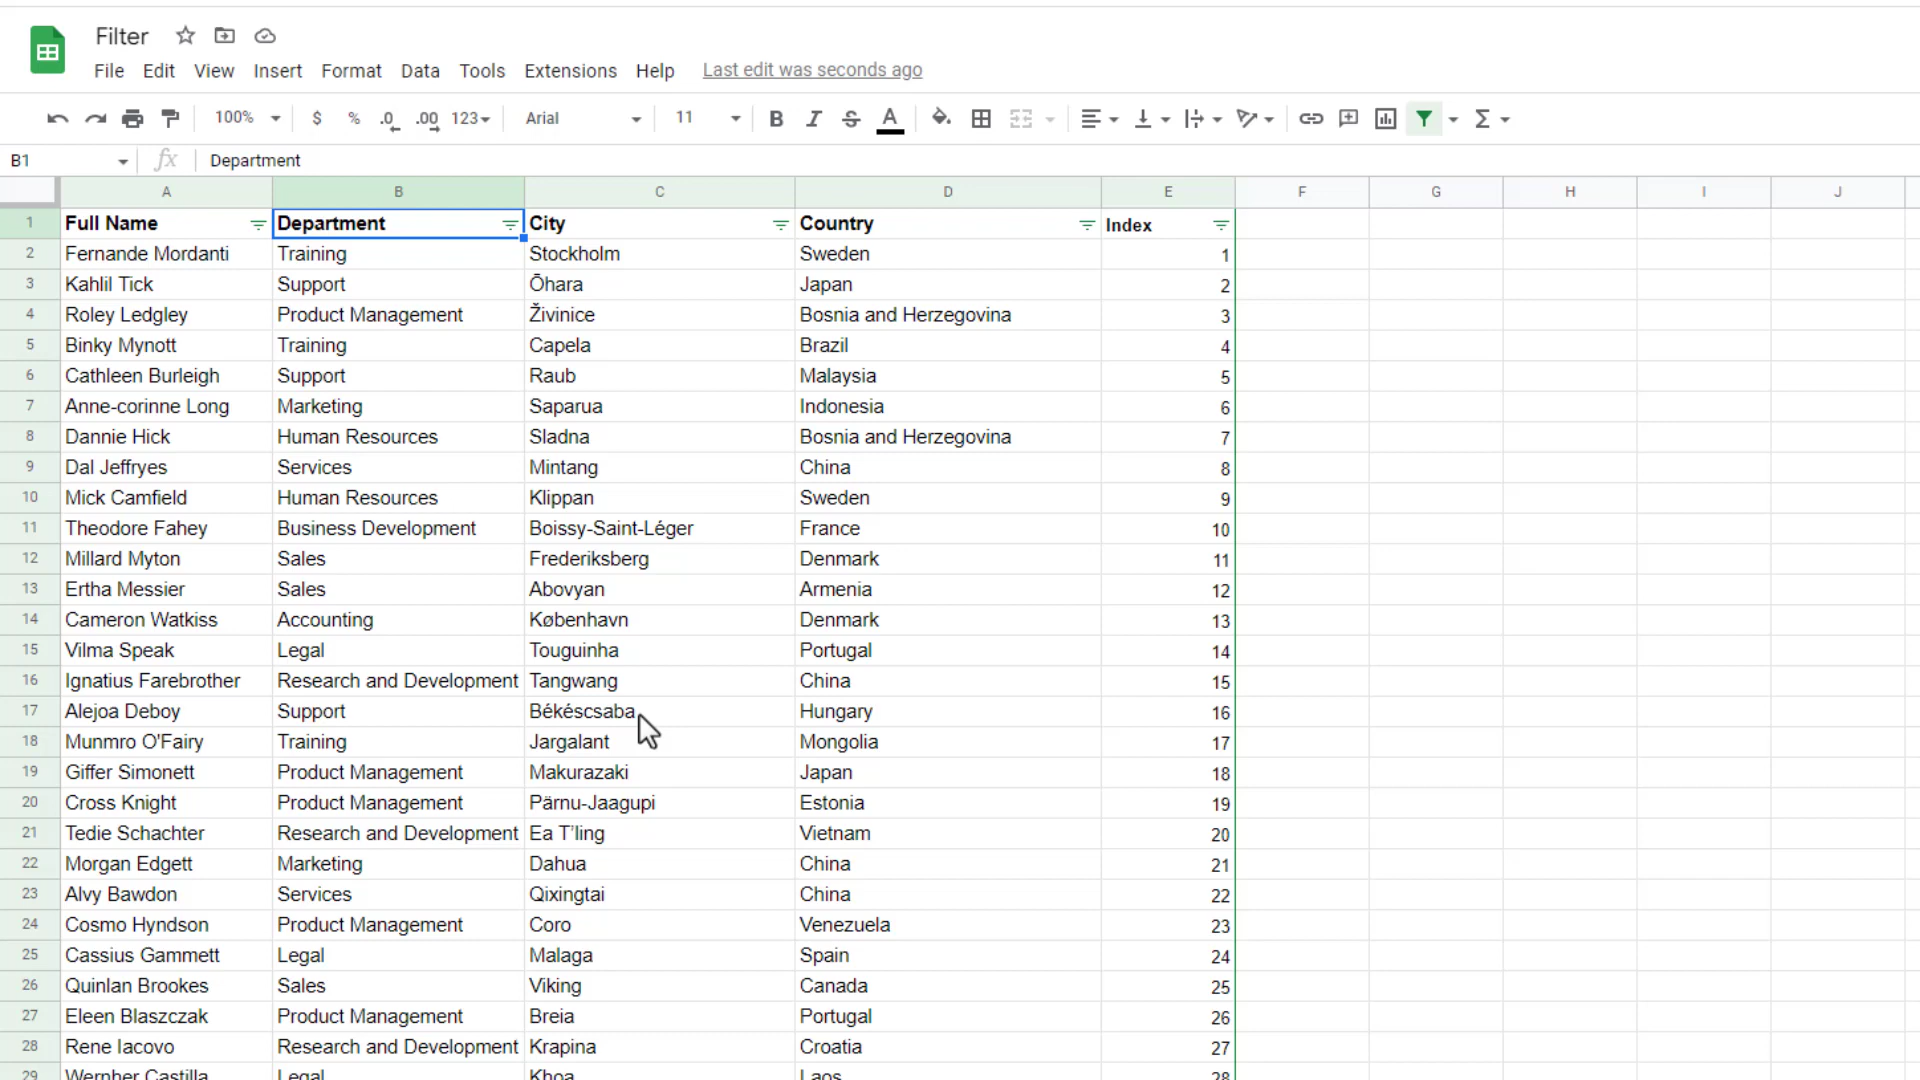 Filter
File Edit View Insert Format Data Tools Extensions Help Last edit was seconds ago
100% $ % .0 .00 123 Arial 11 B I S A Σ
B1 fx Department
A B C D E F G H I J
1 Full Name Department City Country Index
2 Fernande Mordanti Training Stockholm Sweden 1
3 Kahlil Tick Support Ōhara Japan 2
4 Roley Ledgley Product Management Živinice Bosnia and Herzegovina 3
5 Binky Mynott Training Capela Brazil 4
6 Cathleen Burleigh Support Raub Malaysia 5
7 Anne-corinne Long Marketing Saparua Indonesia 6
8 Dannie Hick Human Resources Sladna Bosnia and Herzegovina 7
9 Dal Jeffryes Services Mintang China 8
10 Mick Camfield Human Resources Klippan Sweden 9
11 Theodore Fahey Business Development Boissy-Saint-Léger France 10
12 Millard Myton Sales Frederiksberg Denmark 11
13 Ertha Messier Sales Abovyan Armenia 12
14 Cameron Watkiss Accounting København Denmark 13
15 Vilma Speak Legal Touguinha Portugal 14
16 Ignatius Farebrother Research and Development Tangwang China 15
17 Alejoa Deboy Support Békéscsaba Hungary 16
18 Munmro O'Fairy Training Jargalant Mongolia 17
19 Giffer Simonett Product Management Makurazaki Japan 18
20 Cross Knight Product Management Pärnu-Jaagupi Estonia 19
21 Tedie Schachter Research and Development Ea T’ling Vietnam 20
22 Morgan Edgett Marketing Dahua China 21
23 Alvy Bawdon Services Qixingtai China 22
24 Cosmo Hyndson Product Management Coro Venezuela 23
25 Cassius Gammett Legal Malaga Spain 24
26 Quinlan Brookes Sales Viking Canada 25
27 Eleen Blaszczak Product Management Breia Portugal 26
28 Rene Iacovo Research and Development Krapina Croatia 27
29 Wernher Castilla Legal Khoa Laos 28